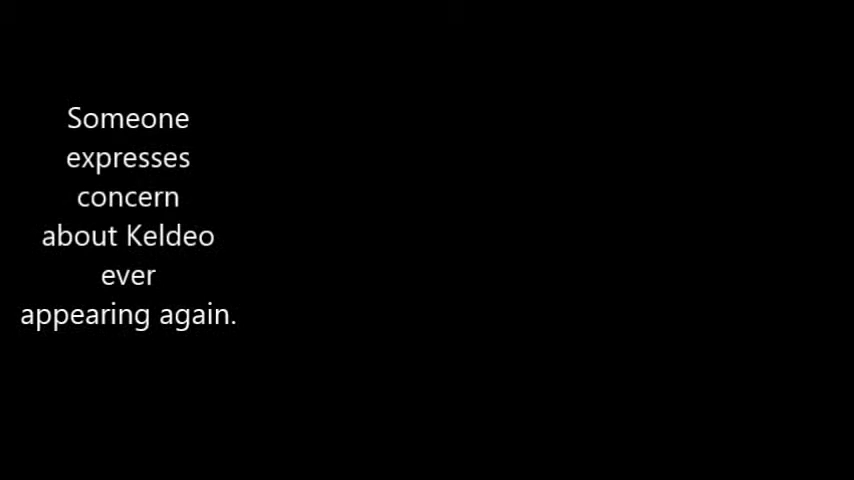 Someone
expresses
concern
about Keldeo
ever
appearing again.